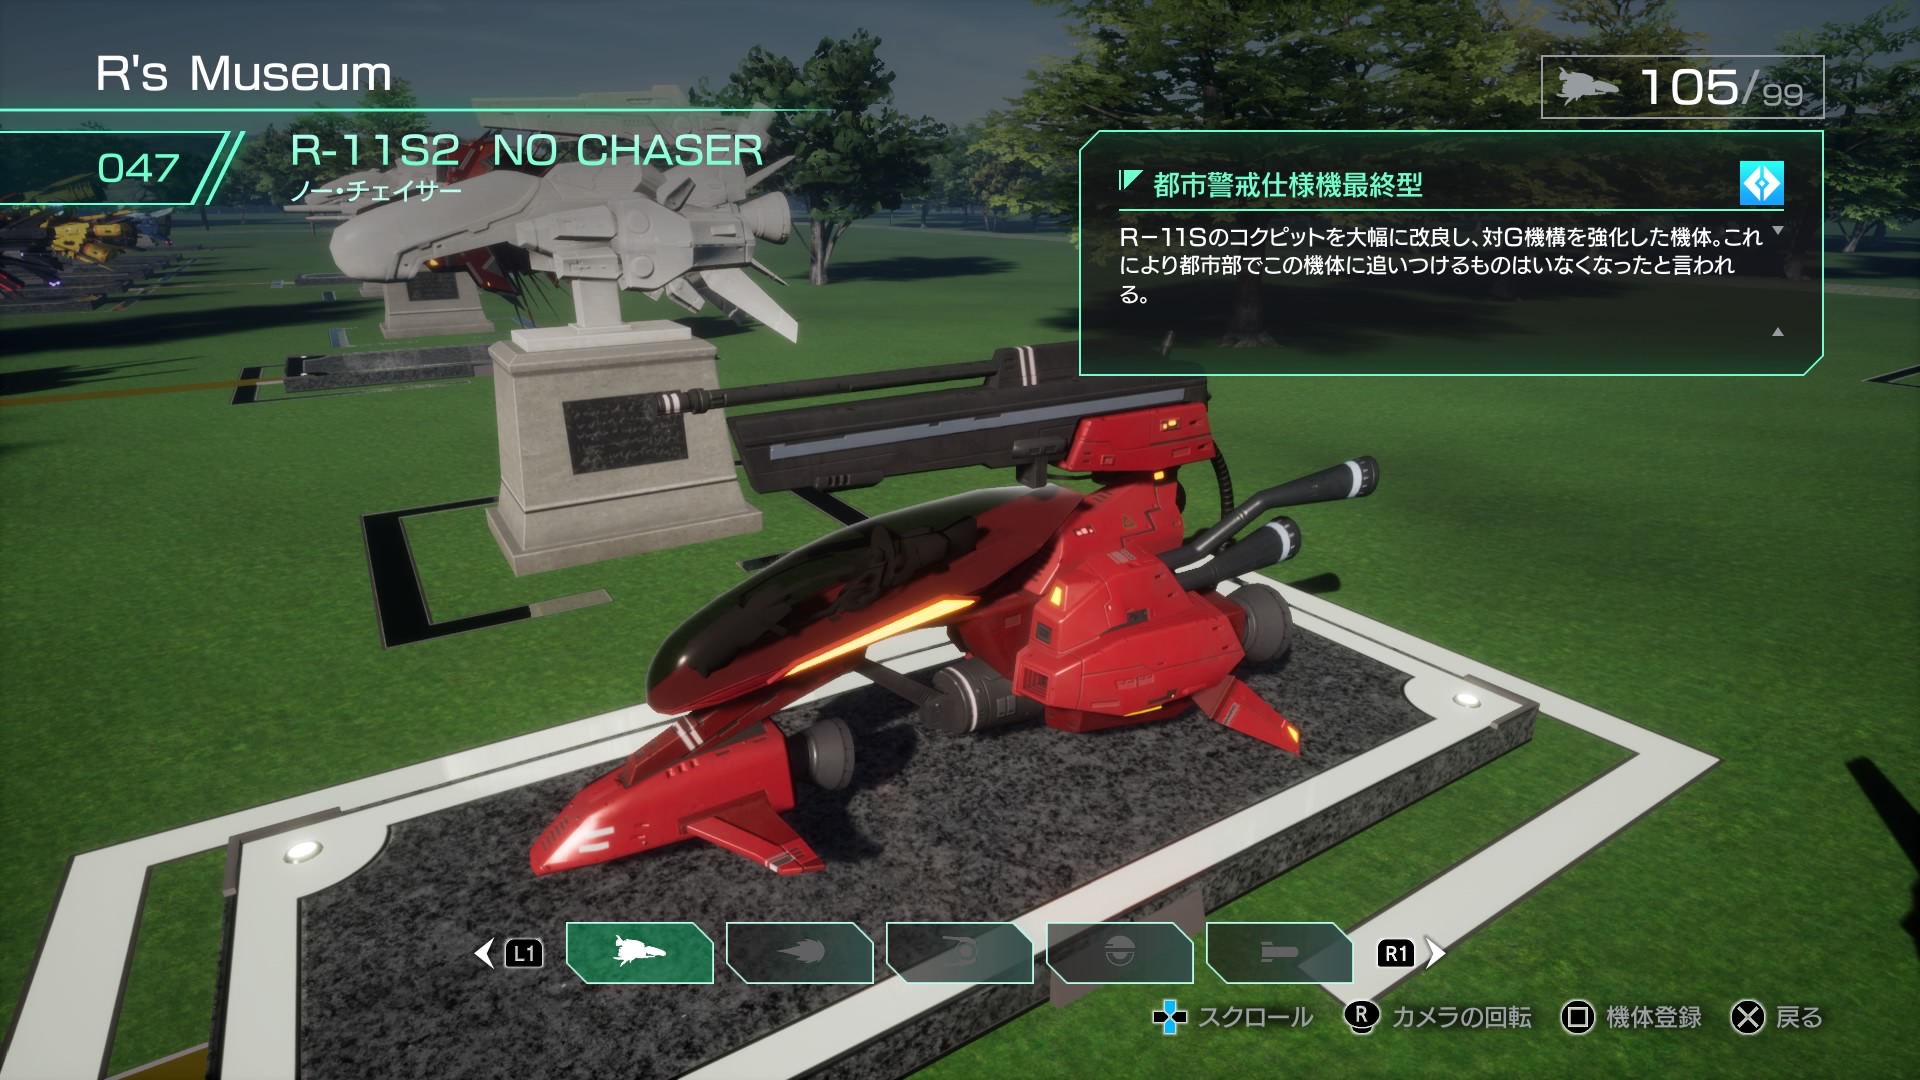 R's Museum
105/99
047
R-11S2 NO CHASER
ノー・チェイサー
都市警戒仕様機最終型
R－11Sのコクピットを大幅に改良し、対G機構を強化した機体。これ
により都市部でこの機体に追いつけるものはいなくなったと言われ
る。
L1
R1
スクロール
R カメラの回転
機体登録
戻る